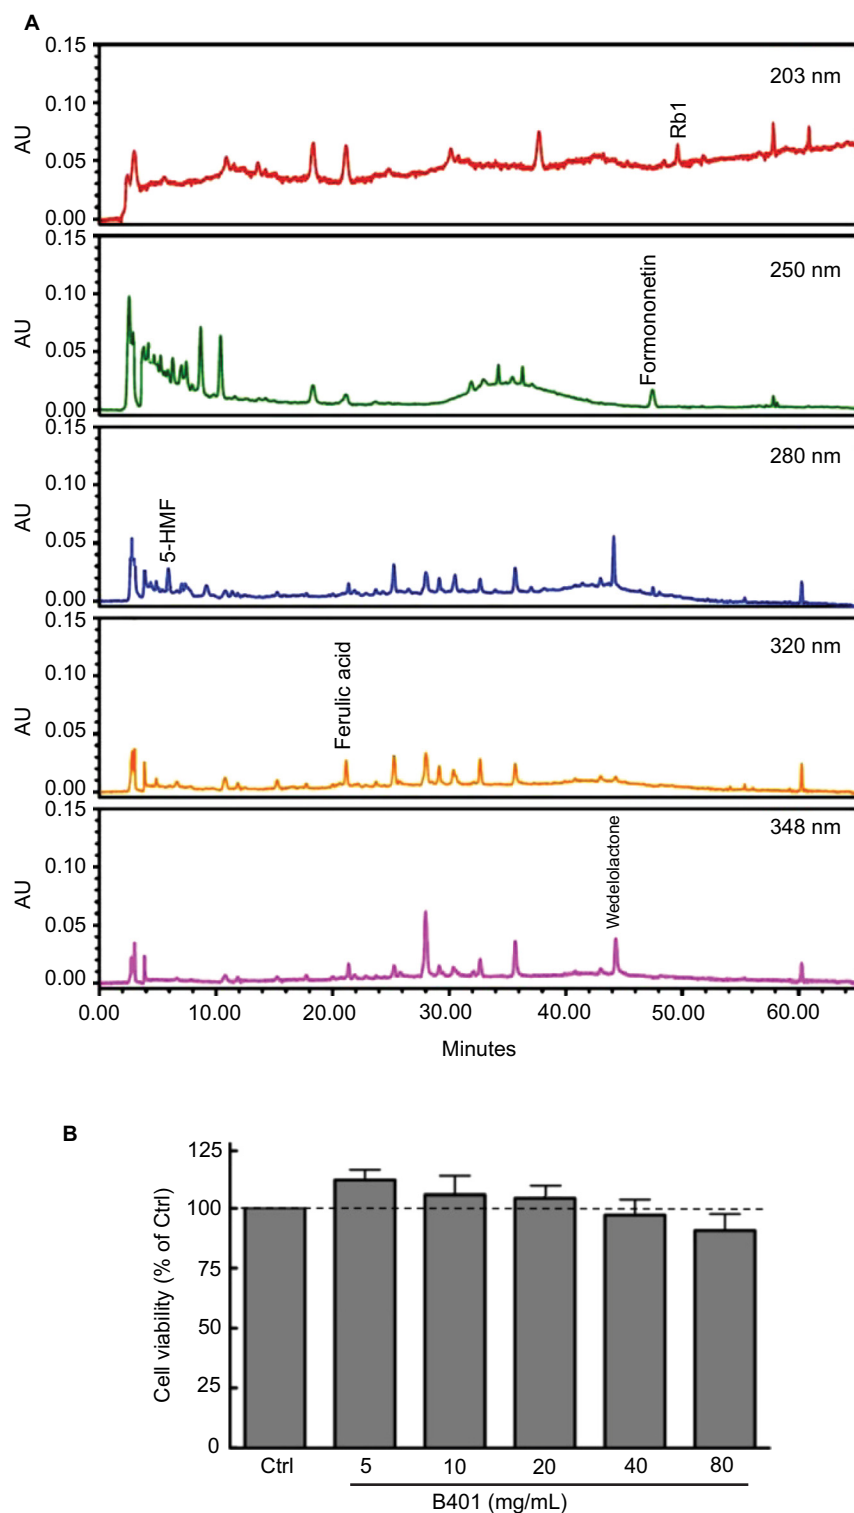 A
0.15
203 nm
0.10
AU
Rb1
0.05
0.00
0.15
250 nm
0.10
AU
Formononetin
0.05
0.00
0.15
280 nm
0.10
AU
5-HMF
0.05
0.00
0.15
320 nm
0.10
AU
Ferulic acid
0.05
0.00
0.15
348 nm
0.10
AU
Wedelolactone
0.05
0.00
0.00 10.00 20.00 30.00 40.00 50.00 60.00
Minutes
B
125
100
75
50
25
0
Cell viability (% of Ctrl)
Ctrl 5 10 20 40 80
B401 (mg/mL)